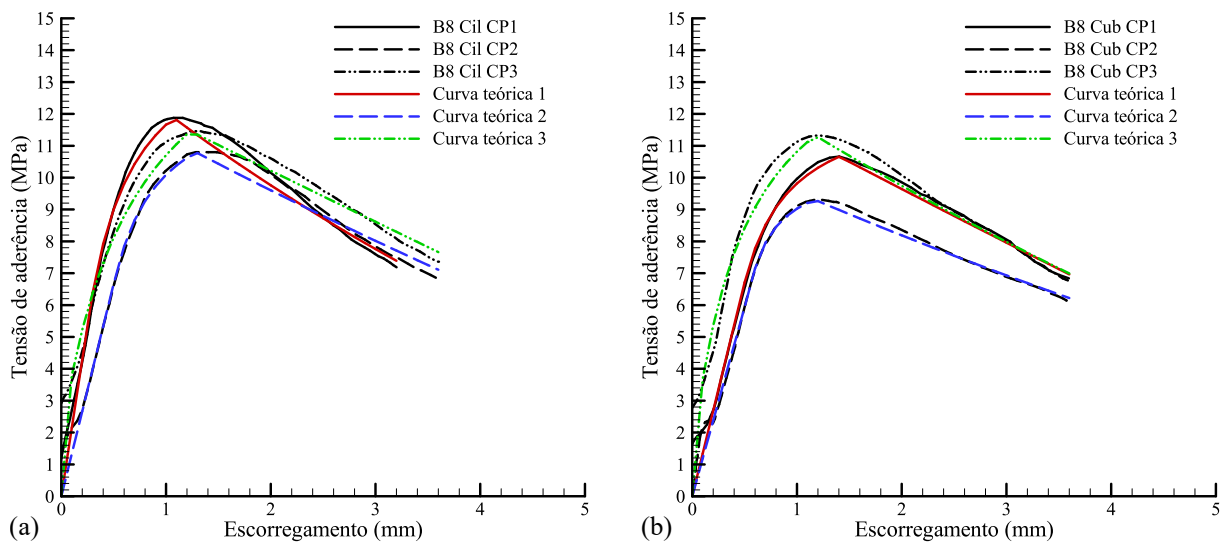 15
14
13
12
11
10
9
8
7
6
5
4
3
2
1
0
Tensão de aderência (MPa)
B8 Cil CP1
B8 Cil CP2
B8 Cil CP3
Curva teórica 1
Curva teórica 2
Curva teórica 3
0 1 2 3 4 5
Escorregamento (mm)
(a)
15
14
13
12
11
10
9
8
7
6
5
4
3
2
1
0
Tensão de aderência (MPa)
B8 Cub CP1
B8 Cub CP2
B8 Cub CP3
Curva teórica 1
Curva teórica 2
Curva teórica 3
0 1 2 3 4 5
Escorregamento (mm)
(b)